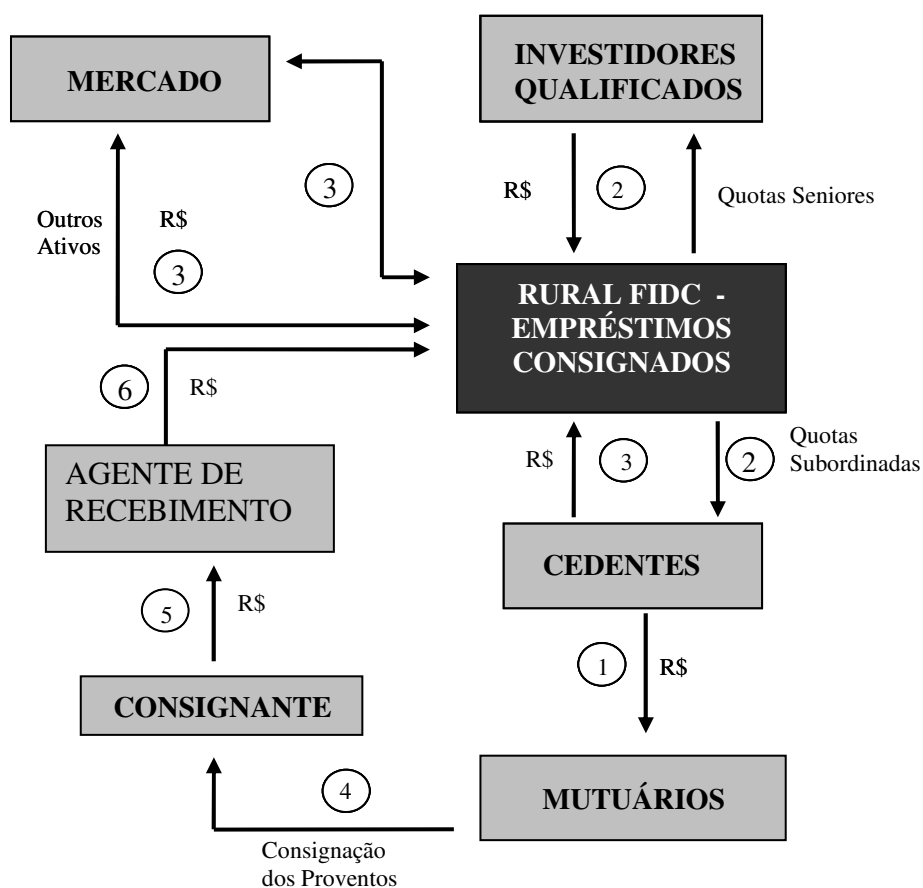 MERCADO
INVESTIDORES
QUALIFICADOS
3
R$
2
Quotas Seniores
Outros
Ativos
R$
3
RURAL FIDC -
EMPRÉSTIMOS
CONSIGNADOS
6
R$
R$
3
2
Quotas
Subordinadas
AGENTE DE
RECEBIMENTO
CEDENTES
5
R$
1
R$
CONSIGNANTE
4
MUTUÁRIOS
Consignação
dos Proventos